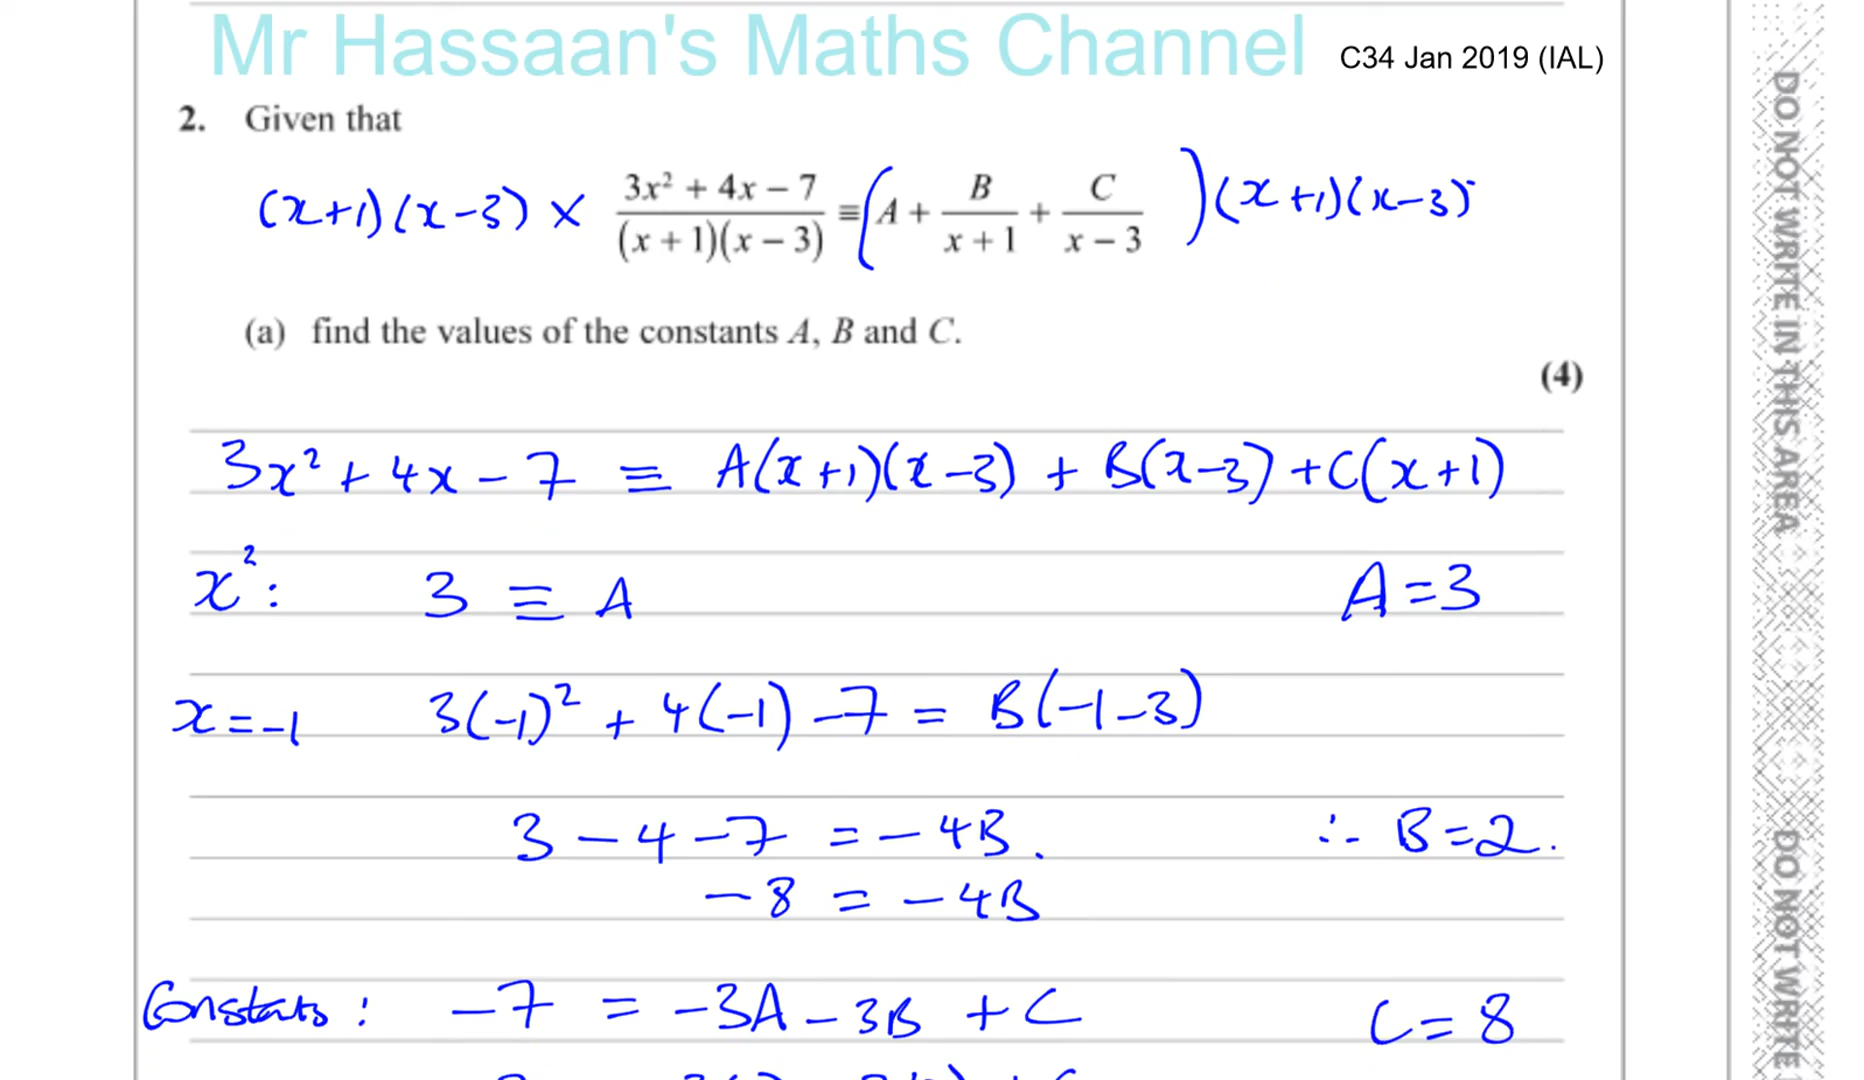 Mr Hassaan's Maths Channel C34 Jan 2019 (IAL)
2. Given that
(x+1)(x-3) × (3x² + 4x − 7)/((x + 1)(x − 3)) ≡ (A + B/(x + 1) + C/(x − 3))(x+1)(x-3)
(a) find the values of the constants A, B and C.
(4)
3x² + 4x - 7 ≡ A(x+1)(x-3) + B(x-3) + C(x+1)
x²: 3 ≡ A A = 3
x = -1 3(-1)² + 4(-1) - 7 = B(-1-3)
3 - 4 - 7 = -4B. ∴ B = 2.
-8 = -4B
Constants: -7 = -3A - 3B + C C = 8
DO NOT WRITE IN THIS AREA
DO NOT WRITE